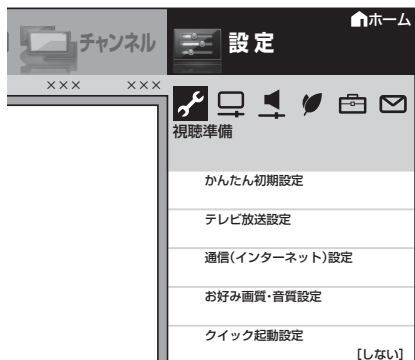 チャンネル
設定
ホーム
××× ×××
視聴準備
かんたん初期設定
テレビ放送設定
通信(インターネット)設定
お好み画質・音質設定
クイック起動設定
[しない]